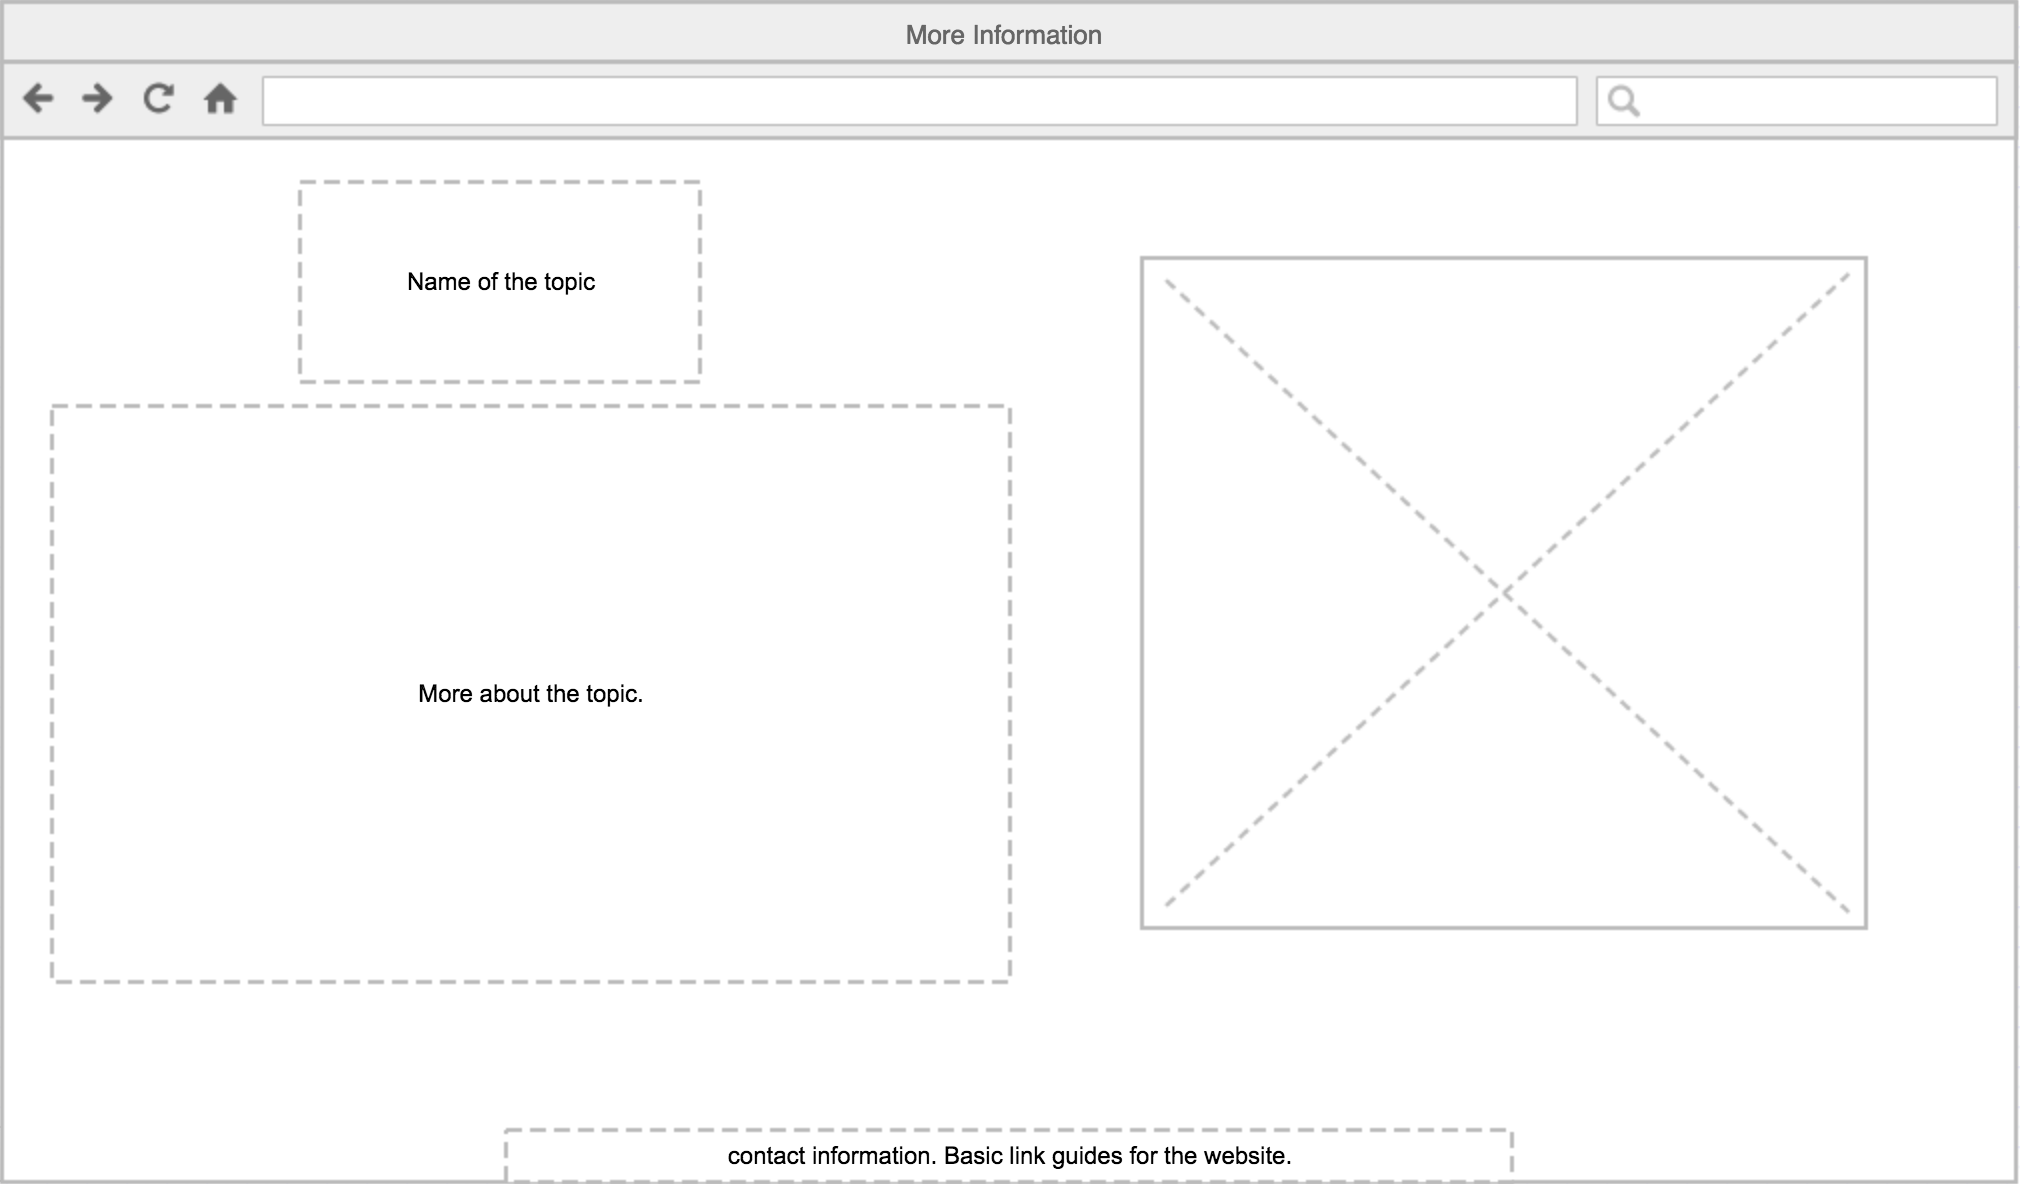 More Information
Name of the topic
More about the topic.
contact information. Basic link guides for the website.